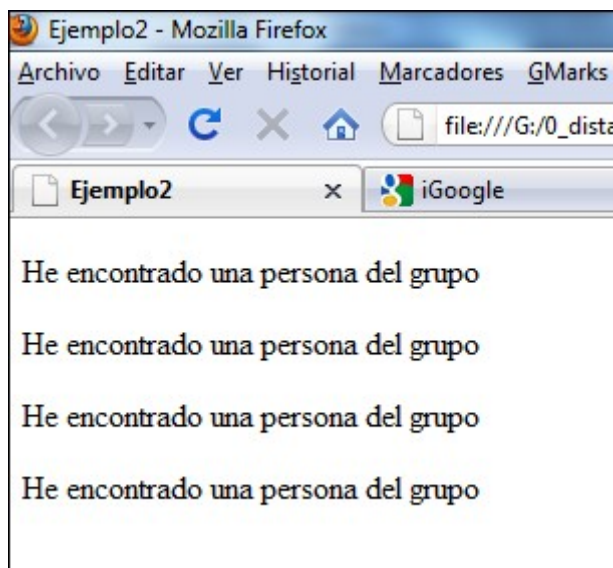 Ejemplo2 - Mozilla Firefox
Archivo Editar Ver Historial Marcadores GMarks
file:///G:/0_dista
Ejemplo2 iGoogle
He encontrado una persona del grupo
He encontrado una persona del grupo
He encontrado una persona del grupo
He encontrado una persona del grupo